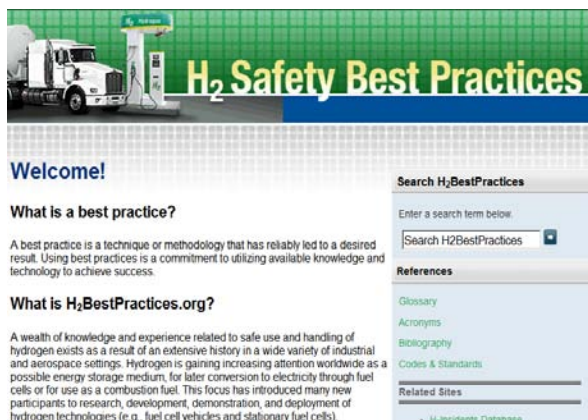 H₂ Safety Best Practices
Welcome!
What is a best practice?
A best practice is a technique or methodology that has reliably led to a desired
result. Using best practices is a commitment to utilizing available knowledge and
technology to achieve success.
What is H₂BestPractices.org?
A wealth of knowledge and experience related to safe use and handling of
hydrogen exists as a result of an extensive history in a wide variety of industrial
and aerospace settings. Hydrogen is gaining increasing attention worldwide as a
possible energy storage medium, for later conversion to electricity through fuel
cells or for use as a combustion fuel. This focus has introduced many new
participants to research, development, demonstration, and deployment of
hydrogen technologies (e.g., fuel cell vehicles and stationary fuel cells).
Search H₂BestPractices
Enter a search term below.
Search H2BestPractices
References
Glossary
Acronyms
Bibliography
Codes & Standards
Related Sites
H₂ Incidents Database